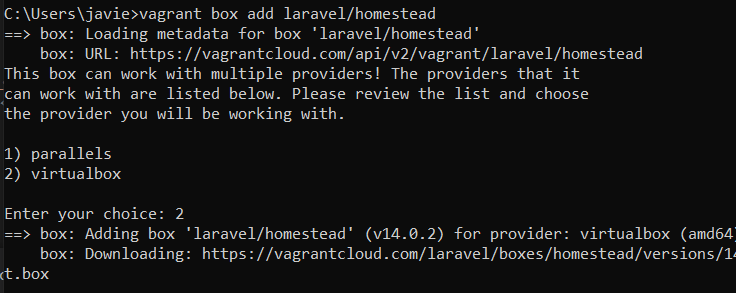 C:\Users\javie>vagrant box add laravel/homestead
==> box: Loading metadata for box 'laravel/homestead'
    box: URL: https://vagrantcloud.com/api/v2/vagrant/laravel/homestead
This box can work with multiple providers! The providers that it
can work with are listed below. Please review the list and choose
the provider you will be working with.

1) parallels
2) virtualbox

Enter your choice: 2
==> box: Adding box 'laravel/homestead' (v14.0.2) for provider: virtualbox (amd64)
    box: Downloading: https://vagrantcloud.com/laravel/boxes/homestead/versions/14
t.box